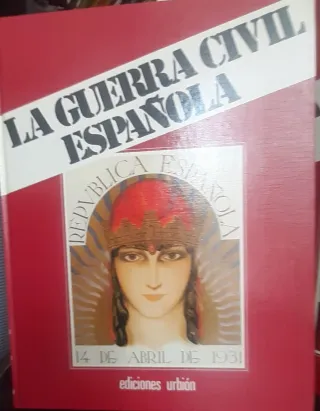 LA GUERRA CIVIL
ESPAÑOLA
REPVBLICA ESPAÑOLA
14 DE ABRIL DE 1931
ediciones urbión